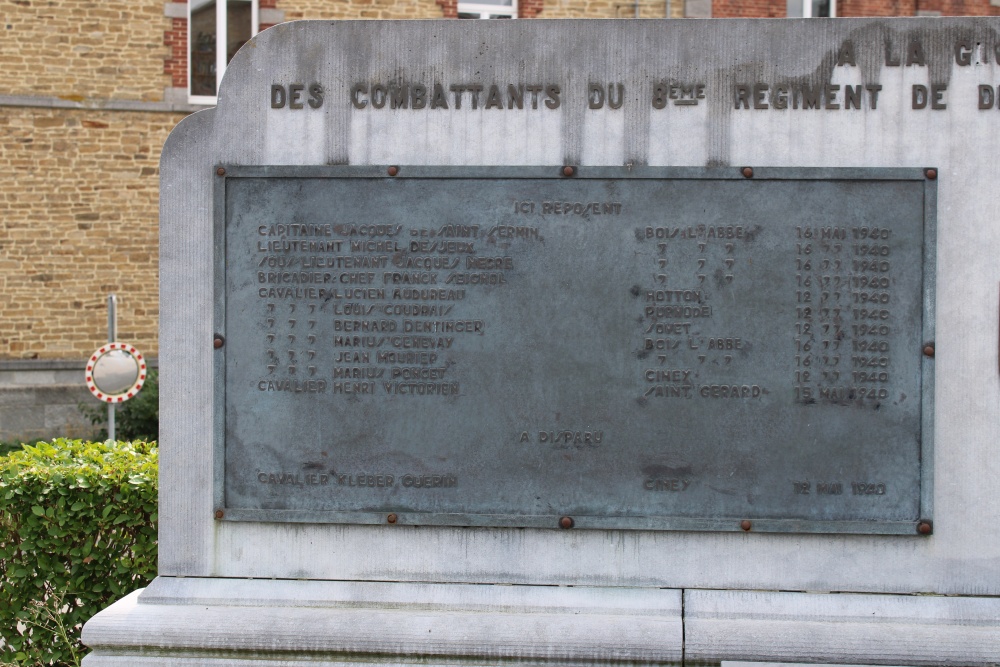 A LA
DES COMBATTANTS DU 8ÈME REGIMENT DE
ICI REPOSENT
CAPITAINE JACQUES DE SAINT SERNIN BOIS L'ABBE 16 MAI 1940
LIEUTENANT MICHEL DESJEUX " " " 16 " " 1940
SOUS LIEUTENANT JACQUES NEGRE " " " 16 " " 1940
BRIGADIER-CHEF FRANCK SEIGNOL " " " 16 " " 1940
CAVALIER LUCIEN AUDUREAU HOTTON 12 " " 1940
" " " LOUIS COUDRAIS 12 " " 1940
" " " BERNARD DENTINGER 12 " " 1940
" " " MARIUS GENEVAY BOIS L'ABBE 16 " " 1940
" " " JEAN MOURIER " " " 16 " " 1940
" " " MARIUS PONCET CINEY 12 " " 1940
CAVALIER HENRI VICTORIEN SAINT GERARD 15 MAI 1940
A DISPARU
CAVALIER KLEBER GUERIN CINEY 12 MAI 1940